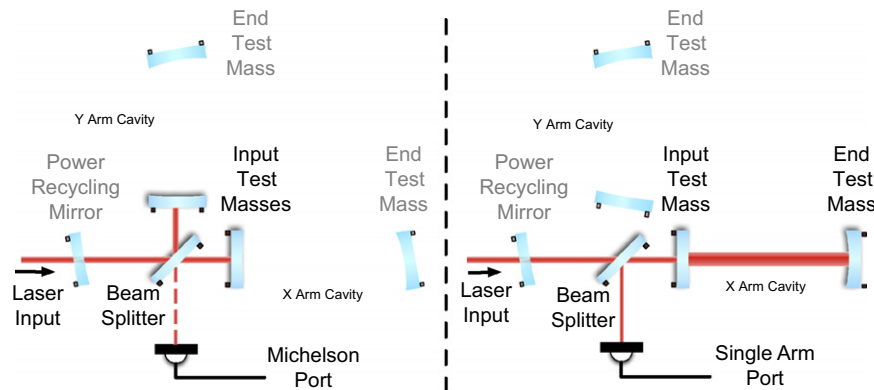 End
Test
Mass
Y Arm Cavity
Power
Recycling
Mirror
Input
Test
Masses
End
Test
Mass
Laser
Input
Beam
Splitter
X Arm Cavity
Michelson
Port
End
Test
Mass
Y Arm Cavity
Power
Recycling
Mirror
Input
Test
Mass
End
Test
Mass
Laser
Input
Beam
Splitter
X Arm Cavity
Single Arm
Port